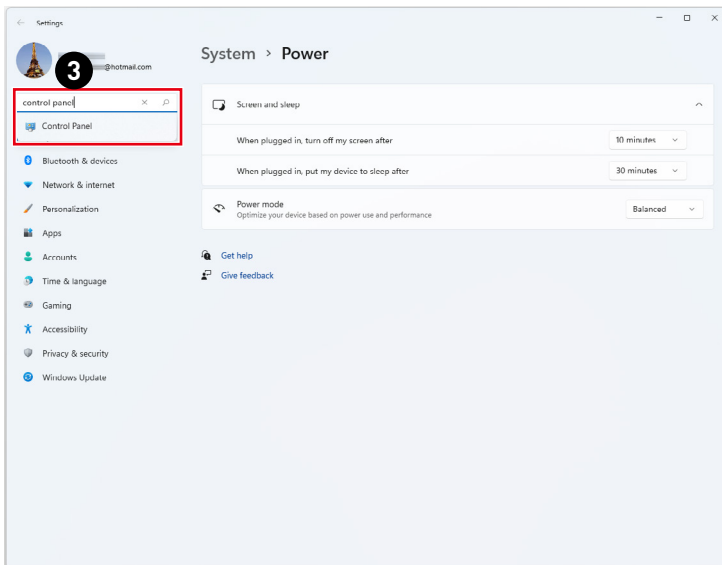 Settings
@hotmail.com
3
control panel
Control Panel
Bluetooth & devices
Network & internet
Personalization
Apps
Accounts
Time & language
Gaming
Accessibility
Privacy & security
Windows Update
System > Power
Screen and sleep
When plugged in, turn off my screen after
10 minutes
When plugged in, put my device to sleep after
30 minutes
Power mode
Optimize your device based on power use and performance
Balanced
Get help
Give feedback